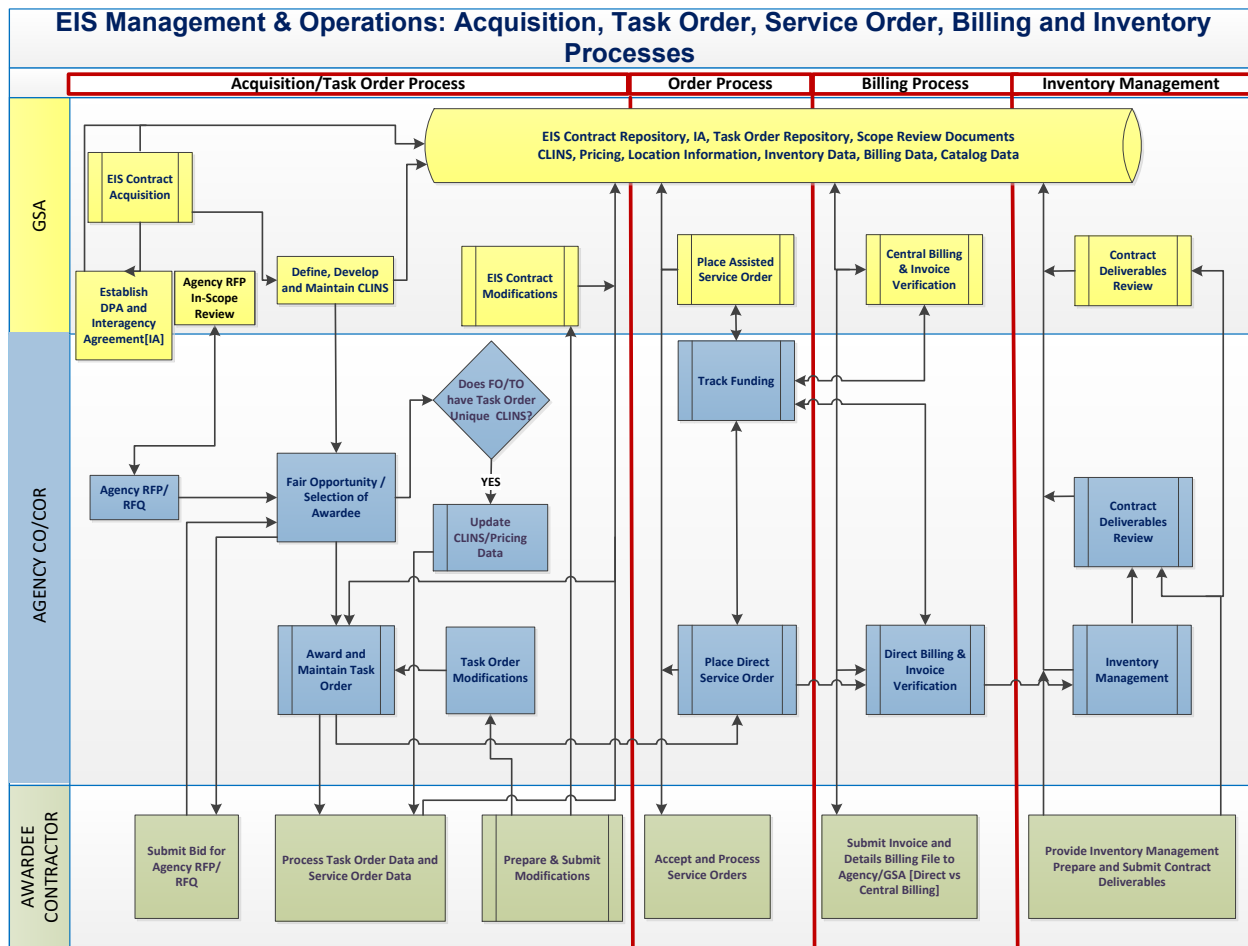 EIS Management & Operations: Acquisition, Task Order, Service Order, Billing and Inventory
Processes
Acquisition/Task Order Process
Order Process
Billing Process
Inventory Management
GSA
EIS Contract Repository, IA, Task Order Repository, Scope Review Documents
CLINS, Pricing, Location Information, Inventory Data, Billing Data, Catalog Data
EIS Contract
Acquisition
Establish
DPA and
Interagency
Agreement[IA]
Agency RFP
In-Scope
Review
Define, Develop
and Maintain CLINS
EIS Contract
Modifications
Place Assisted
Service Order
Central Billing
& Invoice
Verification
Contract
Deliverables
Review
AGENCY CO/COR
Does FO/TO
have Task Order
Unique CLINS?
YES
Track Funding
Agency RFP/
RFQ
Fair Opportunity /
Selection of
Awardee
Update
CLINS/Pricing
Data
Contract
Deliverables
Review
Award and
Maintain Task
Order
Task Order
Modifications
Place Direct
Service Order
Direct Billing &
Invoice
Verification
Inventory
Management
AWARDEE
CONTRACTOR
Submit Bid for
Agency RFP/
RFQ
Process Task Order Data and
Service Order Data
Prepare & Submit
Modifications
Accept and Process
Service Orders
Submit Invoice and
Details Billing File to
Agency/GSA [Direct vs
Central Billing]
Provide Inventory Management
Prepare and Submit Contract
Deliverables